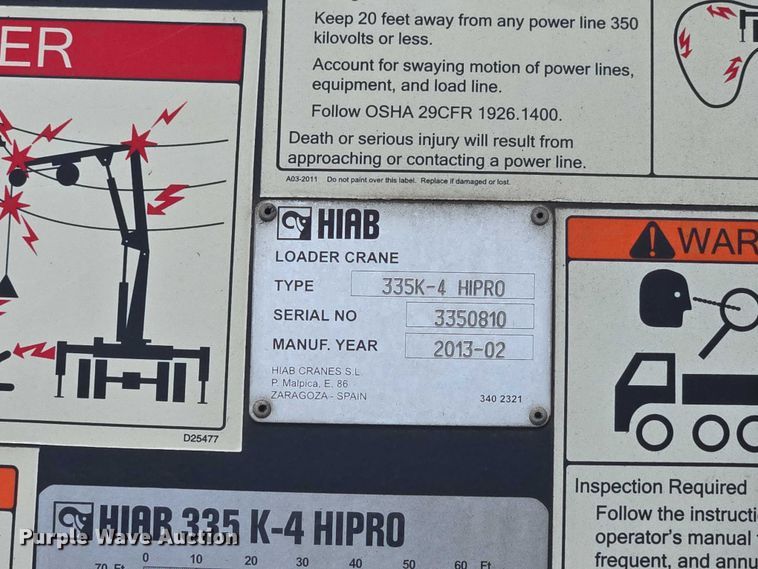 ER
Keep 20 feet away from any power line 350
kilovolts or less.
Account for swaying motion of power lines,
equipment, and load line.
Follow OSHA 29CFR 1926.1400.
Death or serious injury will result from
approaching or contacting a power line.
A03-2011 Do not paint over this label. Replace if damaged or lost.
D25477
HIAB
LOADER CRANE
TYPE 335K-4 HIPRO
SERIAL NO 3350810
MANUF. YEAR 2013-02
HIAB CRANES S.L.
P. Malpica, E. 86
ZARAGOZA - SPAIN
340 2321
WAR
Inspection Required
Follow the instructi
operator's manual
frequent, and annu
HIAB 335 K-4 HIPRO
70 Ft 0 10 20 30 40 50 60 Ft
Purple Wave Auction